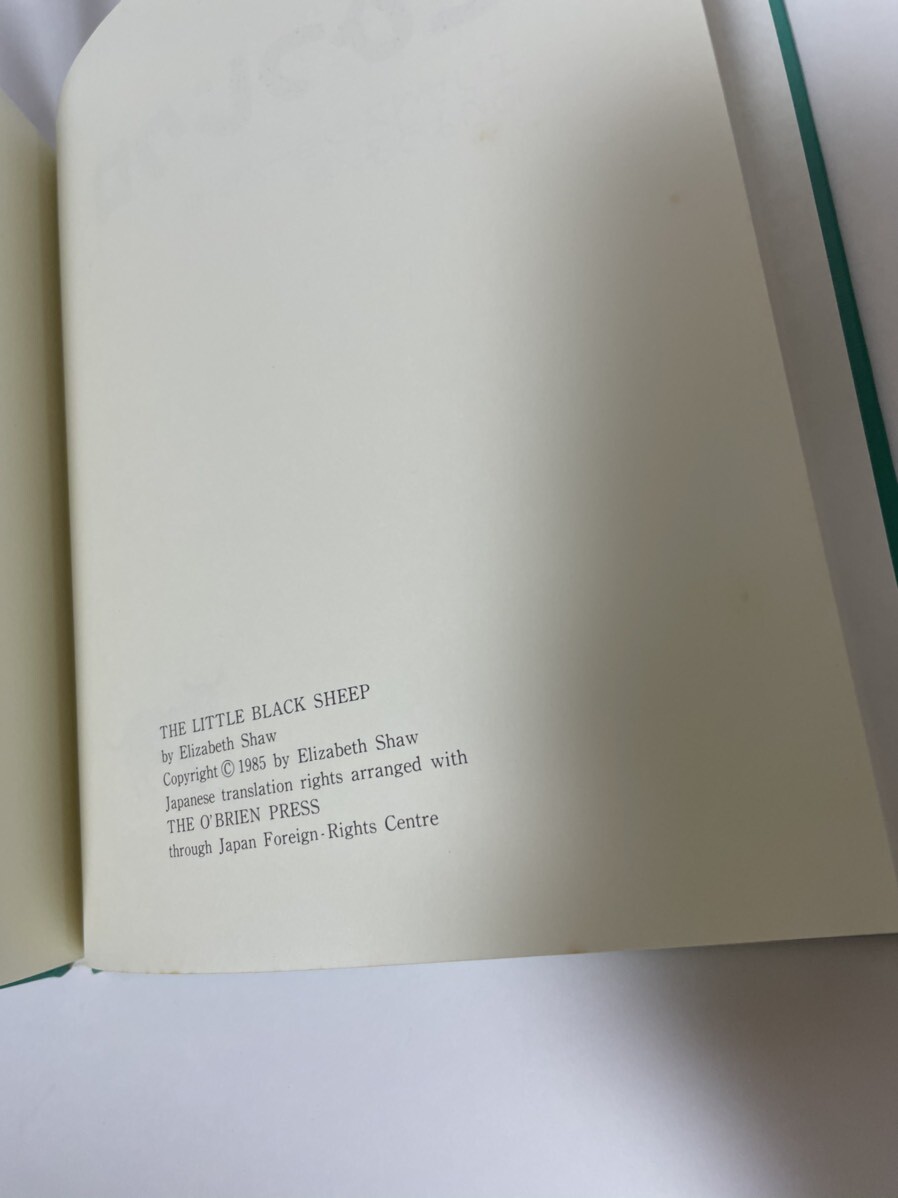 THE LITTLE BLACK SHEEP
by Elizabeth Shaw
Copyright © 1985 by Elizabeth Shaw
Japanese translation rights arranged with
THE O'BRIEN PRESS
through Japan Foreign-Rights Centre